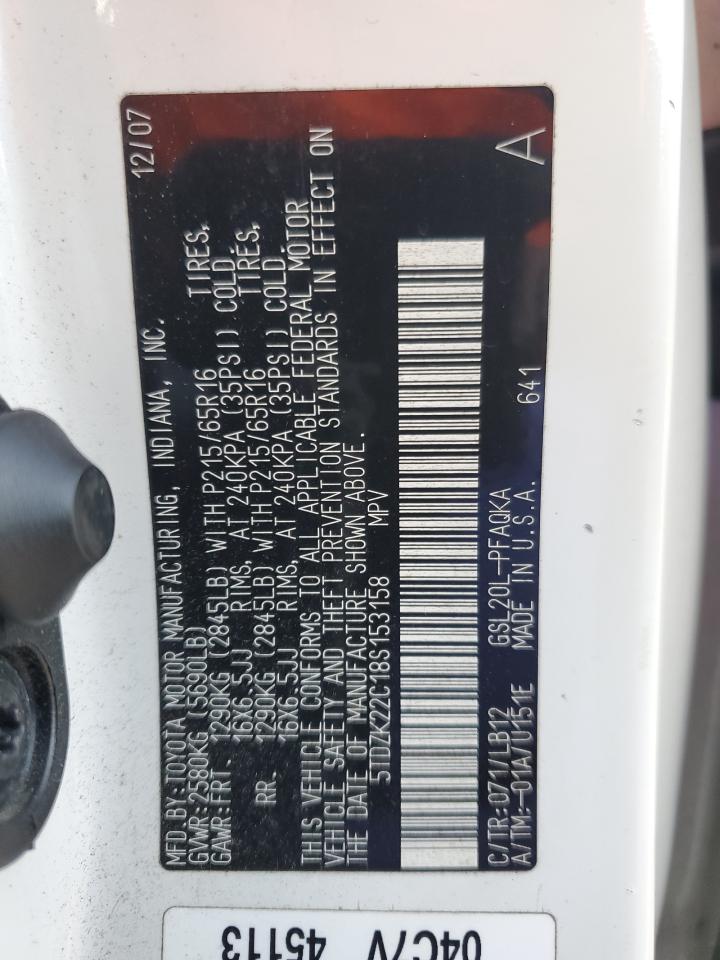 MFD.BY:TOYOTA MOTOR MANUFACTURING, INDIANA, INC. 12/07
GVWR:2580KG (5690LB)
GAWR:FRT. 1290KG (2845LB) WITH P215/65R16 TIRES,
16X6.5JJ RIMS, AT 240KPA (35PSI) COLD.
RR. 1290KG (2845LB) WITH P215/65R16 TIRES,
16X6.5JJ RIMS, AT 240KPA (35PSI) COLD.
THIS VEHICLE CONFORMS TO ALL APPLICABLE FEDERAL MOTOR
VEHICLE SAFETY AND THEFT PREVENTION STANDARDS IN EFFECT ON
THE DATE OF MANUFACTURE SHOWN ABOVE.
5TDZK22C18S153158 MPV
C/TR:071/LB12 GSL20L-PFAQKA A
A/TM:-01A/U151E MADE IN U.S.A. 641
04C7V
45113